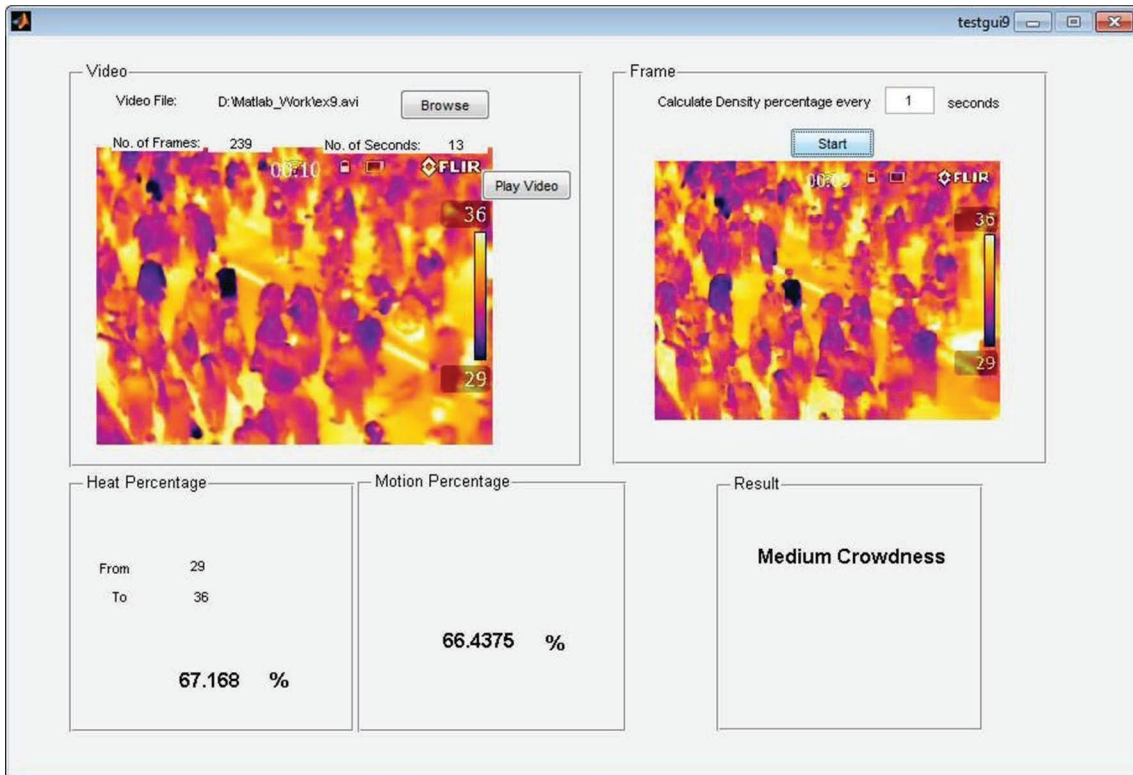 testgui9
Video
Video File: D:\Matlab_Work\ex9.avi Browse
No. of Frames: 239 No. of Seconds: 13
00:10 FLIR
Play Video
36
29
Frame
Calculate Density percentage every 1 seconds
Start
FLIR
36
29
Heat Percentage
From 29
To 36
67.168 %
Motion Percentage
66.4375 %
Result
Medium Crowdness